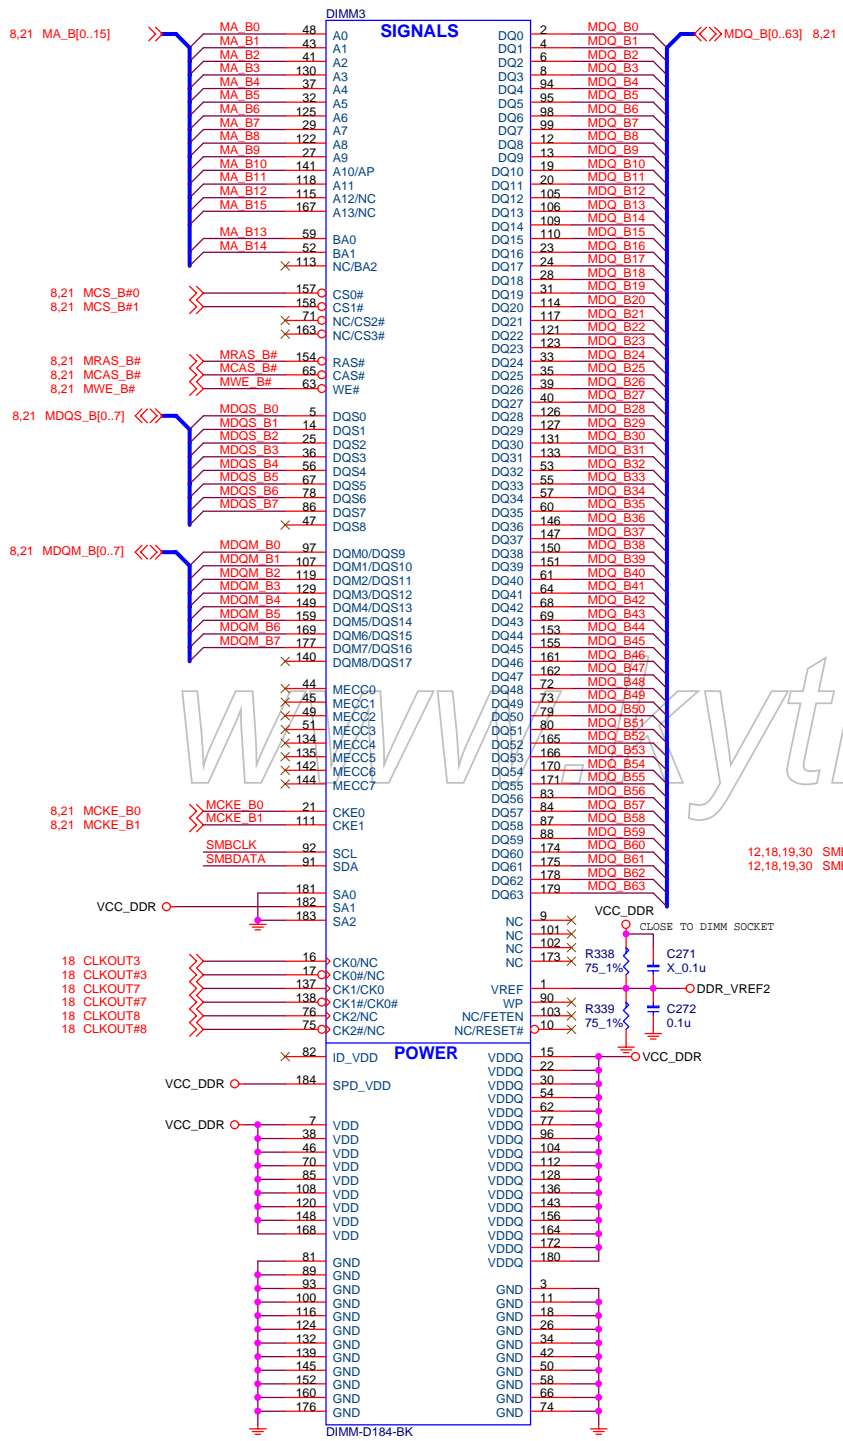 DIMM3
SIGNALS
8,21 MA_B[0..15]
MA_B0 48 A0
MA_B1 43 A1
MA_B2 41 A2
MA_B3 130 A3
MA_B4 37 A4
MA_B5 32 A5
MA_B6 125 A6
MA_B7 29 A7
MA_B8 122 A8
MA_B9 27 A9
MA_B10 141 A10/AP
MA_B11 118 A11
MA_B12 115 A12/NC
MA_B15 167 A13/NC
MA_B13 59 BA0
MA_B14 52 BA1
113 NC/BA2
8,21 MCS_B#0 157 CS0#
8,21 MCS_B#1 158 CS1#
71 NC/CS2#
163 NC/CS3#
8,21 MRAS_B# MRAS_B# 154 RAS#
8,21 MCAS_B# MCAS_B# 65 CAS#
8,21 MWE_B# MWE_B# 63 WE#
8,21 MDQS_B[0..7]
MDQS_B0 5 DQS0
MDQS_B1 14 DQS1
MDQS_B2 25 DQS2
MDQS_B3 36 DQS3
MDQS_B4 56 DQS4
MDQS_B5 67 DQS5
MDQS_B6 78 DQS6
MDQS_B7 86 DQS7
47 DQS8
8,21 MDQM_B[0..7]
MDQM_B0 97 DQM0/DQS9
MDQM_B1 107 DQM1/DQS10
MDQM_B2 119 DQM2/DQS11
MDQM_B3 129 DQM3/DQS12
MDQM_B4 149 DQM4/DQS13
MDQM_B5 159 DQM5/DQS14
MDQM_B6 169 DQM6/DQS15
MDQM_B7 177 DQM7/DQS16
140 DQM8/DQS17
44 MECC0
45 MECC1
49 MECC2
51 MECC3
134 MECC4
135 MECC5
142 MECC6
144 MECC7
8,21 MCKE_B0 MCKE_B0 21 CKE0
8,21 MCKE_B1 MCKE_B1 111 CKE1
SMBCLK 92 SCL
SMBDATA 91 SDA
181 SA0
VCC_DDR 182 SA1
183 SA2
18 CLKOUT3 16 CK0/NC
18 CLKOUT#3 17 CK0#/NC
18 CLKOUT7 137 CK1/CK0
18 CLKOUT#7 138 CK1#/CK0#
18 CLKOUT8 76 CK2/NC
18 CLKOUT#8 75 CK2#/NC
MDQ_B[0..63] 8,21
DQ0 2 MDQ_B0
DQ1 4 MDQ_B1
DQ2 6 MDQ_B2
DQ3 8 MDQ_B3
DQ4 94 MDQ_B4
DQ5 95 MDQ_B5
DQ6 98 MDQ_B6
DQ7 99 MDQ_B7
DQ8 12 MDQ_B8
DQ9 13 MDQ_B9
DQ10 19 MDQ_B10
DQ11 20 MDQ_B11
DQ12 105 MDQ_B12
DQ13 106 MDQ_B13
DQ14 109 MDQ_B14
DQ15 110 MDQ_B15
DQ16 23 MDQ_B16
DQ17 24 MDQ_B17
DQ18 28 MDQ_B18
DQ19 31 MDQ_B19
DQ20 114 MDQ_B20
DQ21 117 MDQ_B21
DQ22 121 MDQ_B22
DQ23 123 MDQ_B23
DQ24 33 MDQ_B24
DQ25 35 MDQ_B25
DQ26 39 MDQ_B26
DQ27 40 MDQ_B27
DQ28 126 MDQ_B28
DQ29 127 MDQ_B29
DQ30 131 MDQ_B30
DQ31 133 MDQ_B31
DQ32 53 MDQ_B32
DQ33 55 MDQ_B33
DQ34 57 MDQ_B34
DQ35 60 MDQ_B35
DQ36 146 MDQ_B36
DQ37 147 MDQ_B37
DQ38 150 MDQ_B38
DQ39 151 MDQ_B39
DQ40 61 MDQ_B40
DQ41 64 MDQ_B41
DQ42 68 MDQ_B42
DQ43 69 MDQ_B43
DQ44 153 MDQ_B44
DQ45 155 MDQ_B45
DQ46 161 MDQ_B46
DQ47 162 MDQ_B47
DQ48 72 MDQ_B48
DQ49 73 MDQ_B49
DQ50 79 MDQ_B50
DQ51 80 MDQ_B51
DQ52 165 MDQ_B52
DQ53 166 MDQ_B53
DQ54 170 MDQ_B54
DQ55 171 MDQ_B55
DQ56 83 MDQ_B56
DQ57 84 MDQ_B57
DQ58 87 MDQ_B58
DQ59 88 MDQ_B59
DQ60 174 MDQ_B60
DQ61 175 MDQ_B61
DQ62 178 MDQ_B62
DQ63 179 MDQ_B63
12,18,19,30 SM
12,18,19,30 SM
NC 9
NC 101
NC 102
NC 173
VREF 1
WP 90
NC/FETEN 103
NC/RESET# 10
VCC_DDR
CLOSE TO DIMM SOCKET
R338
75_1%
C271
X_0.1u
DDR_VREF2
R339
75_1%
C272
0.1u
POWER
82 ID_VDD
VCC_DDR 184 SPD_VDD
VCC_DDR 7 VDD
38 VDD
46 VDD
70 VDD
85 VDD
108 VDD
120 VDD
148 VDD
168 VDD
81 GND
89 GND
93 GND
100 GND
116 GND
124 GND
132 GND
139 GND
145 GND
152 GND
160 GND
176 GND
VDDQ 15 VCC_DDR
VDDQ 22
VDDQ 30
VDDQ 54
VDDQ 62
VDDQ 77
VDDQ 96
VDDQ 104
VDDQ 112
VDDQ 128
VDDQ 136
VDDQ 143
VDDQ 156
VDDQ 164
VDDQ 172
VDDQ 180
GND 3
GND 11
GND 18
GND 26
GND 34
GND 42
GND 50
GND 58
GND 66
GND 74
DIMM-D184-BK
www.kyt